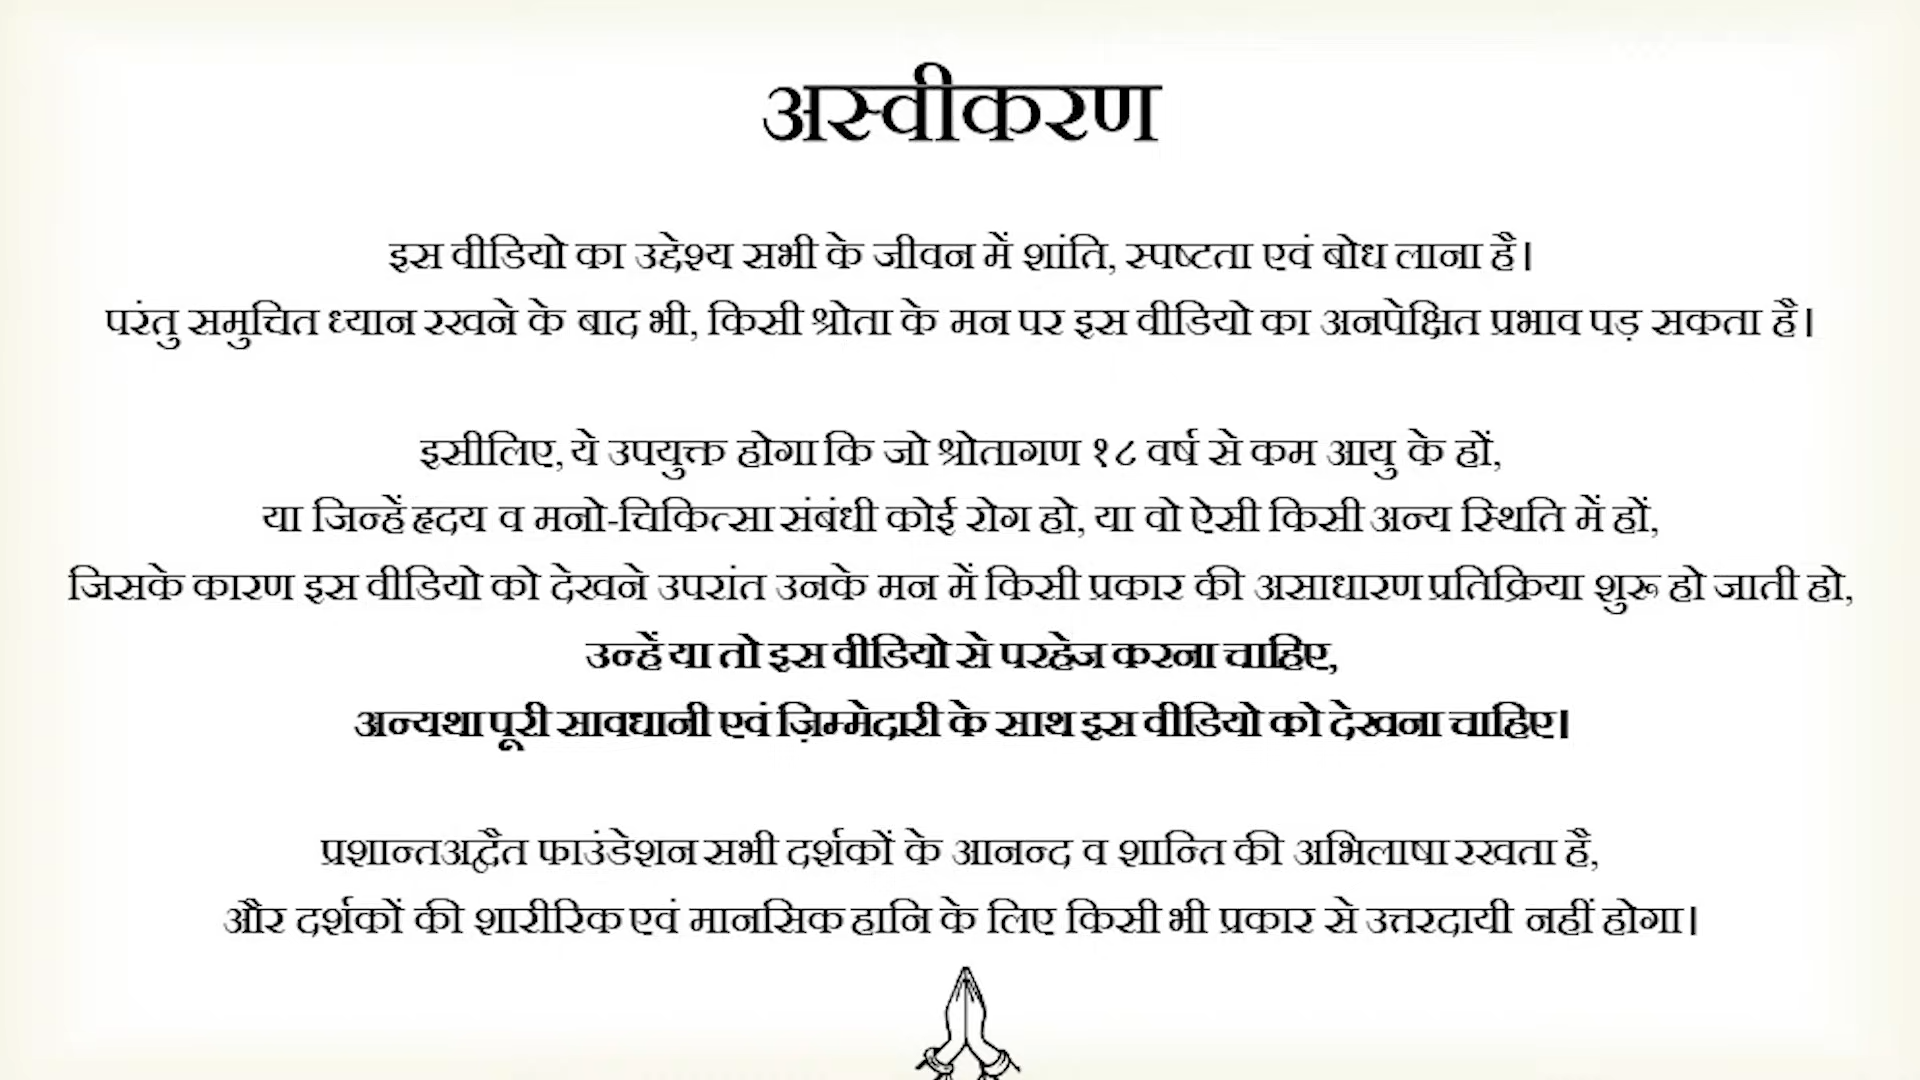 अस्वीकरण
इस वीडियो का उद्देश्य सभी के जीवन में शांति, स्पष्टता एवं बोध लाना है।
परंतु समुचित ध्यान रखने के बाद भी, किसी श्रोता के मन पर इस वीडियो का अनपेक्षित प्रभाव पड़ सकता है।
इसीलिए, ये उपयुक्त होगा कि जो श्रोतागण १८ वर्ष से कम आयु के हों,
या जिन्हें हृदय व मनो-चिकित्सा संबंधी कोई रोग हो, या वो ऐसी किसी अन्य स्थिति में हों,
जिसके कारण इस वीडियो को देखने उपरांत उनके मन में किसी प्रकार की असाधारण प्रतिक्रिया शुरू हो जाती हो,
उन्हें या तो इस वीडियो से परहेज करना चाहिए,
अन्यथा पूरी सावधानी एवं ज़िम्मेदारी के साथ इस वीडियो को देखना चाहिए।
प्रशान्तअद्वैत फाउंडेशन सभी दर्शकों के आनन्द व शान्ति की अभिलाषा रखता है,
और दर्शकों की शारीरिक एवं मानसिक हानि के लिए किसी भी प्रकार से उत्तरदायी नहीं होगा।